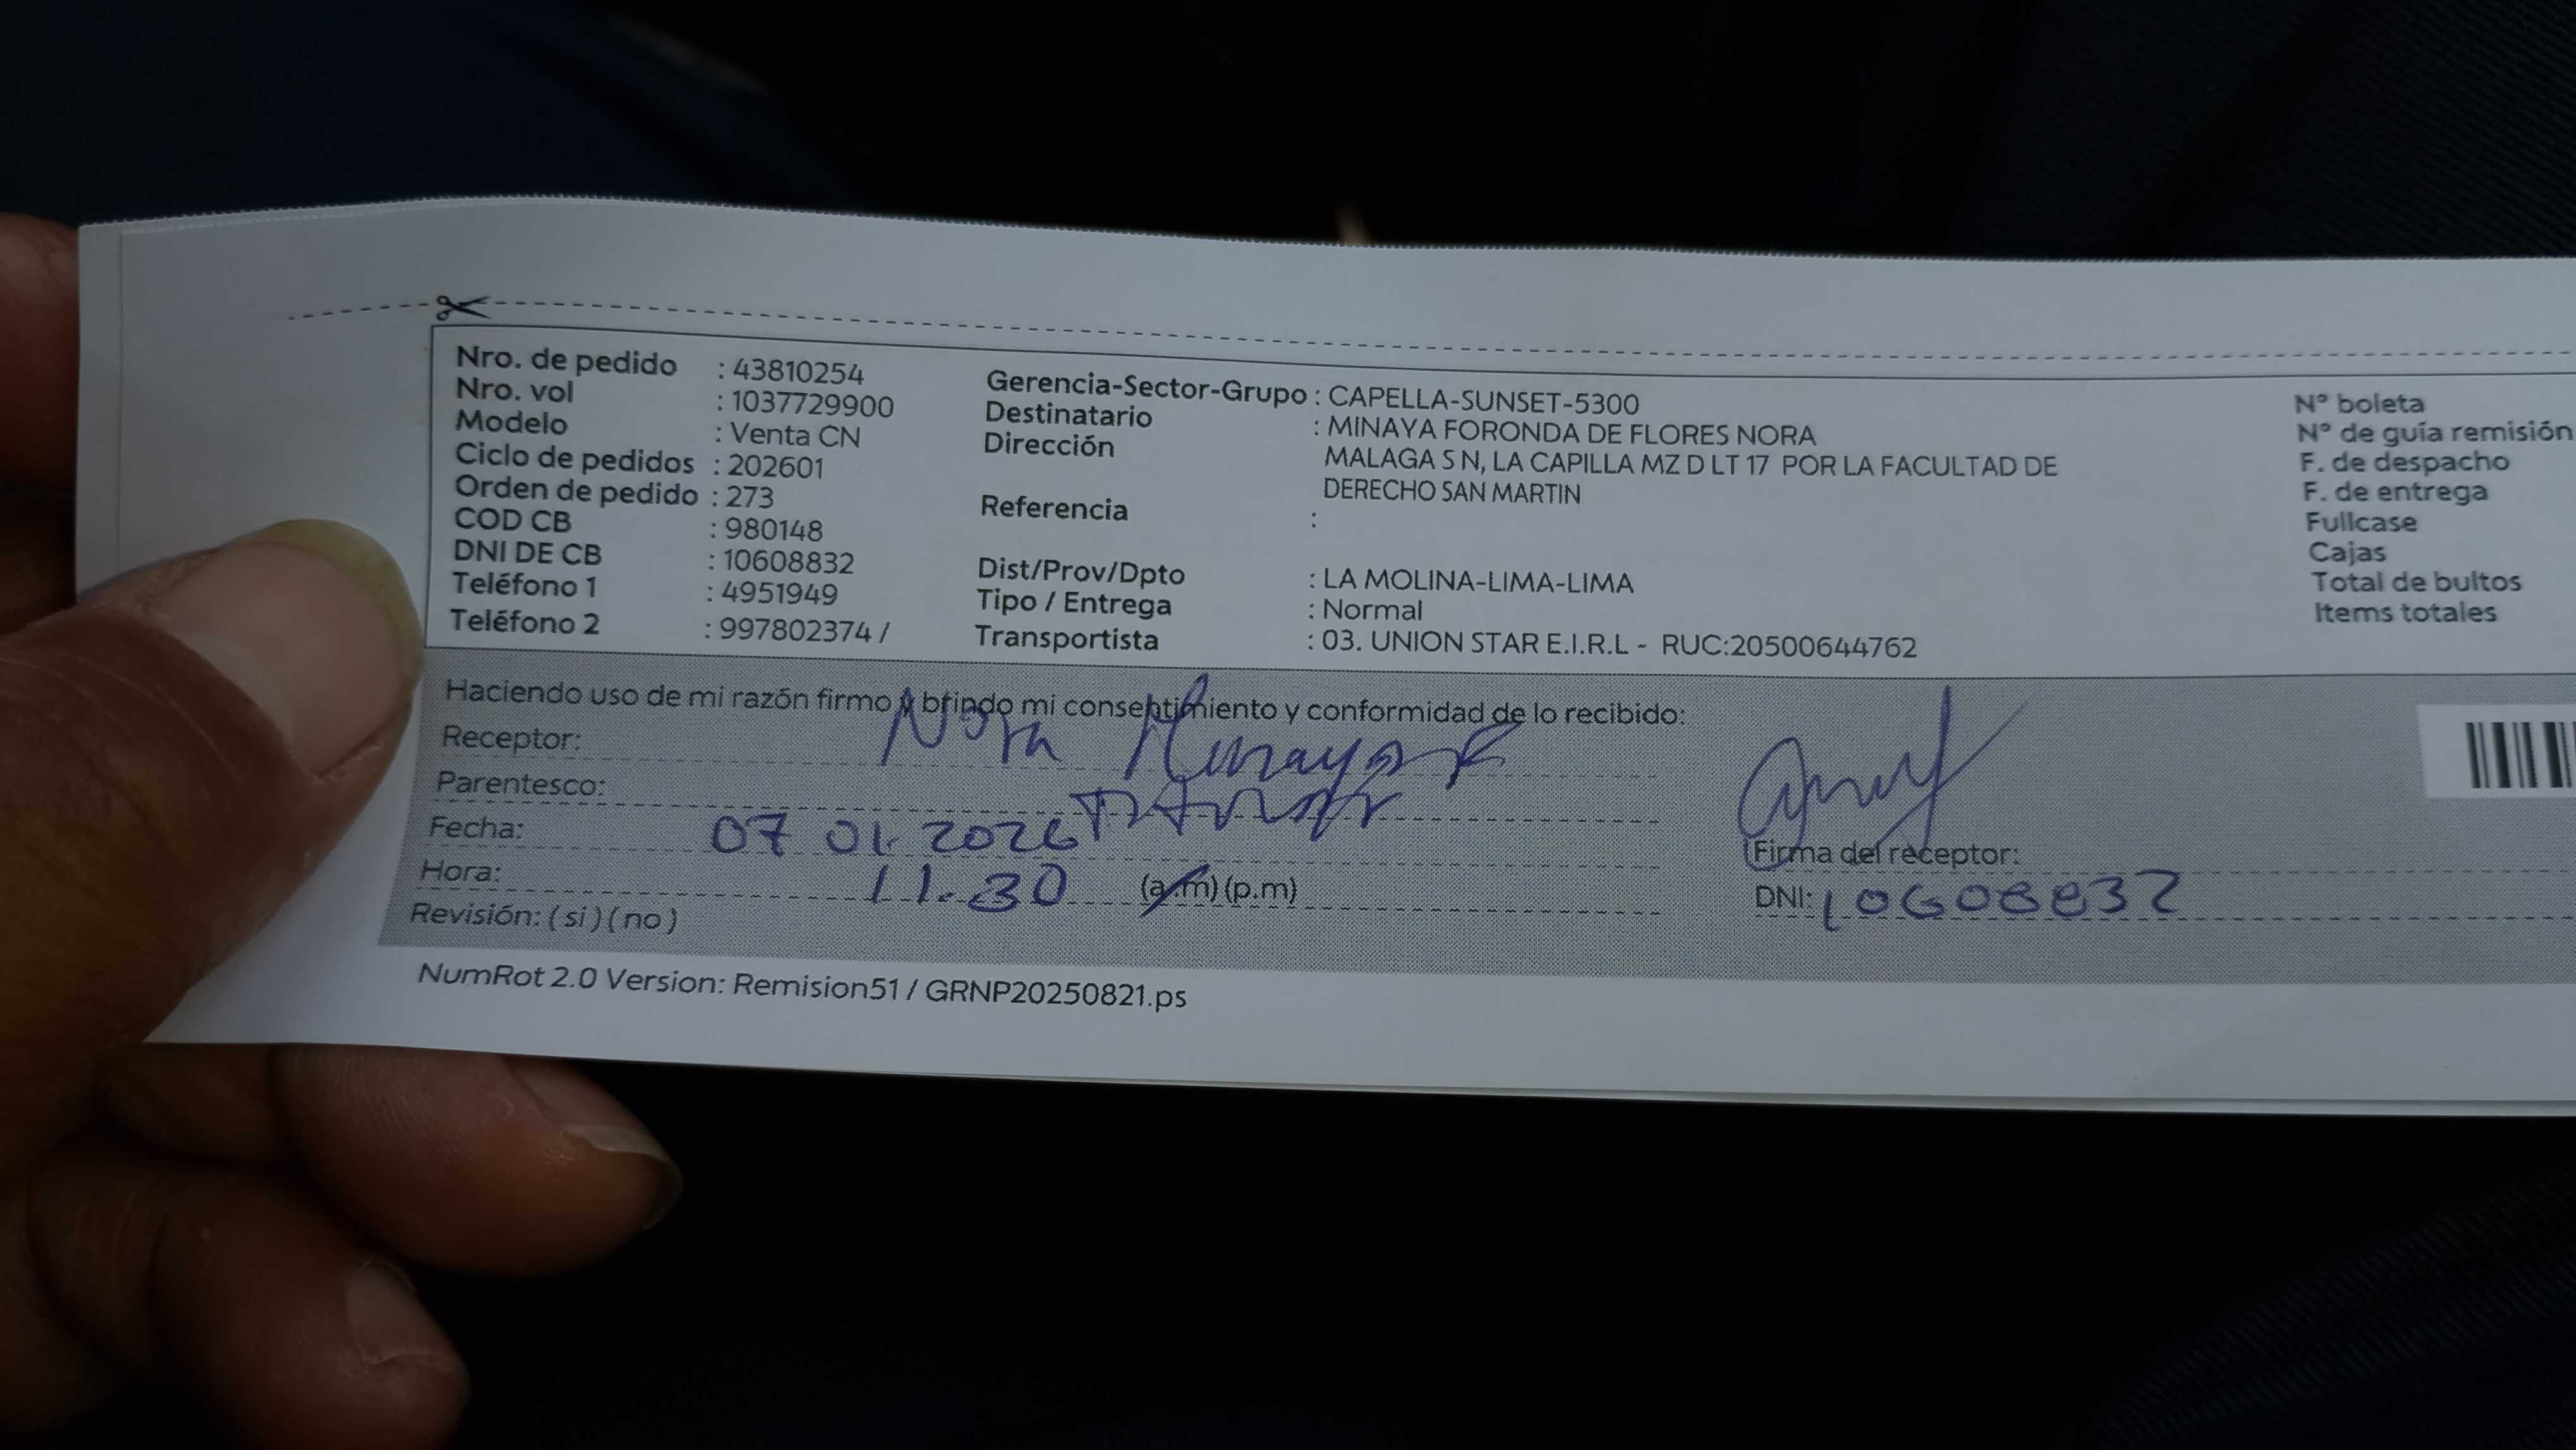 Nro. de pedido : 43810254
Nro. vol : 1037729900
Modelo : Venta CN
Ciclo de pedidos : 202601
Orden de pedido : 273
COD CB : 980148
DNI DE CB : 10608832
Teléfono 1 : 4951949
Teléfono 2 : 997802374 /
Gerencia-Sector-Grupo : CAPELLA-SUNSET-5300
Destinatario : MINAYA FORONDA DE FLORES NORA
Dirección MALAGA S N, LA CAPILLA MZ D LT 17 POR LA FACULTAD DE
DERECHO SAN MARTIN
Referencia :
Dist/Prov/Dpto : LA MOLINA-LIMA-LIMA
Tipo / Entrega : Normal
Transportista : 03. UNION STAR E.I.R.L - RUC:20500644762
N° boleta
N° de guía remisión
F. de despacho
F. de entrega
Fullcase
Cajas
Total de bultos
Items totales
Haciendo uso de mi razón firmo y brindo mi consentimiento y conformidad de lo recibido:
Receptor: Nora Minaya
Parentesco:
Fecha: 07 01. 2026
Hora: 11.30 (a.m) (p.m)
Revisión: ( si ) ( no )
Firma del receptor:
DNI: 10608832
NumRot 2.0 Version: Remision51 / GRNP20250821.ps